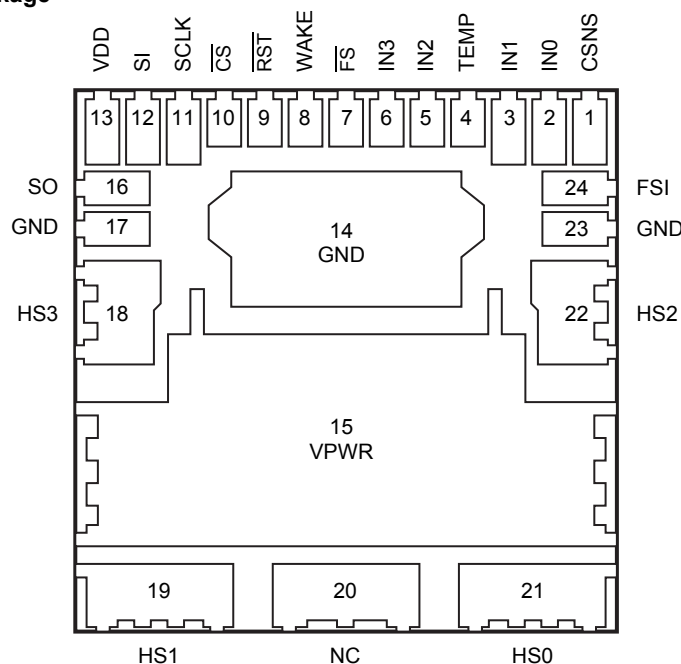 VDD SI SCLK CS RST WAKE FS IN3 IN2 TEMP IN1 IN0 CSNS
13 12 11 10 9 8 7 6 5 4 3 2 1
SO 16 24 FSI
14
GND 17 23 GND
GND
HS3 18 22 HS2
15
VPWR
19 20 21
HS1 NC HS0